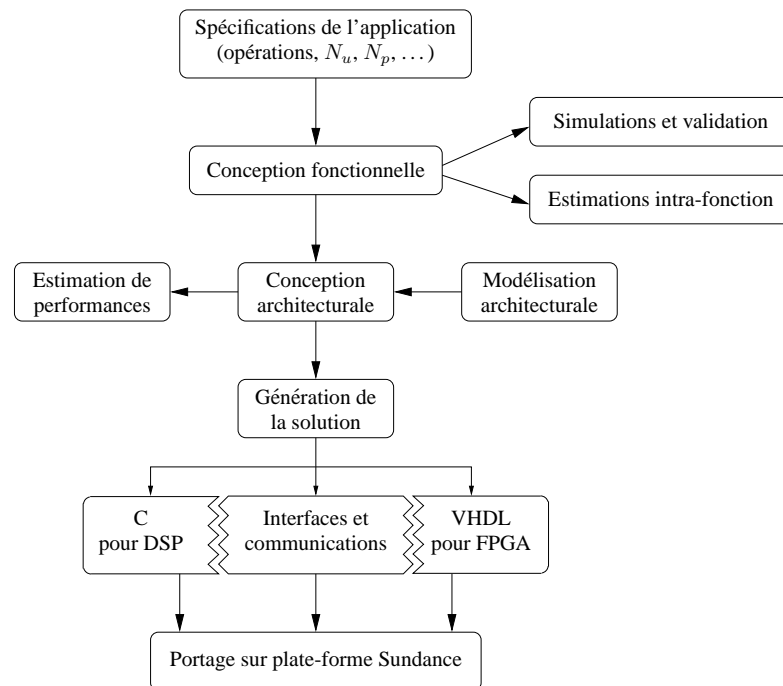 Spécifications de l'application
(opérations, N_u, N_p, . . . )
Simulations et validation
Conception fonctionnelle
Estimations intra-fonction
Estimation de
performances
Conception
architecturale
Modélisation
architecturale
Génération de
la solution
C
pour DSP
Interfaces et
communications
VHDL
pour FPGA
Portage sur plate-forme Sundance